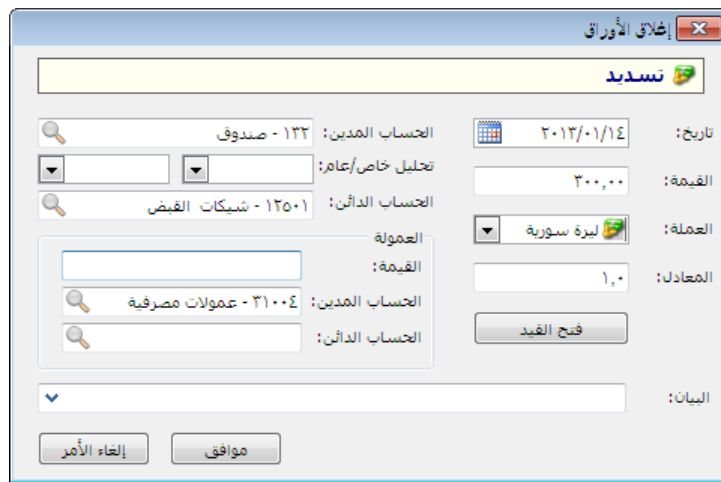 إغلاق الأوراق
تسديد
تاريخ: ٢٠١٣/٠١/١٤
القيمة: ٣٠٠,٠٠
العملة: ليرة سورية
المعادل: ١,٠
فتح القيد
الحساب المدين: ١٣٢ - صندوق
تحليل خاص/عام:
الحساب الدائن: ١٢٥٠١ - شيكات القبض
العمولة
القيمة:
الحساب المدين: ٣١٠٠٤ - عمولات مصرفية
الحساب الدائن:
البيان:
موافق
إلغاء الأمر